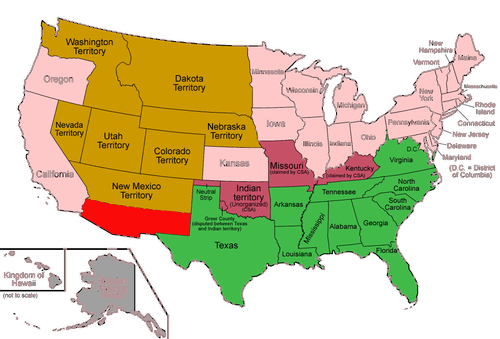 Washington
Territory
New
Hampshire
Vermont
Maine
Oregon
Dakota
Territory
Minnesota
Wisconsin
Michigan
New
York
Massachusetts
Rhode
Island
Connecticut
New Jersey
Delaware
Maryland
(D.C. = District
of Columbia)
Pennsylvania
Iowa
Nebraska
Territory
Nevada
Territory
Utah
Territory
Colorado
Territory
Kansas
Illinois
Indiana
Ohio
D.C.
Virginia
Missouri
(claimed by CSA)
Kentucky
(claimed by CSA)
California
New Mexico
Territory
Neutral
Strip
Indian
territory
(Unorganized)
(CSA)
Arkansas
Tennessee
North
Carolina
South
Carolina
Greer County
(disputed between Texas
and Indian territory)
Texas
Louisiana
Mississippi
Alabama
Georgia
Florida
Kingdom of
Hawaii
(not to scale)